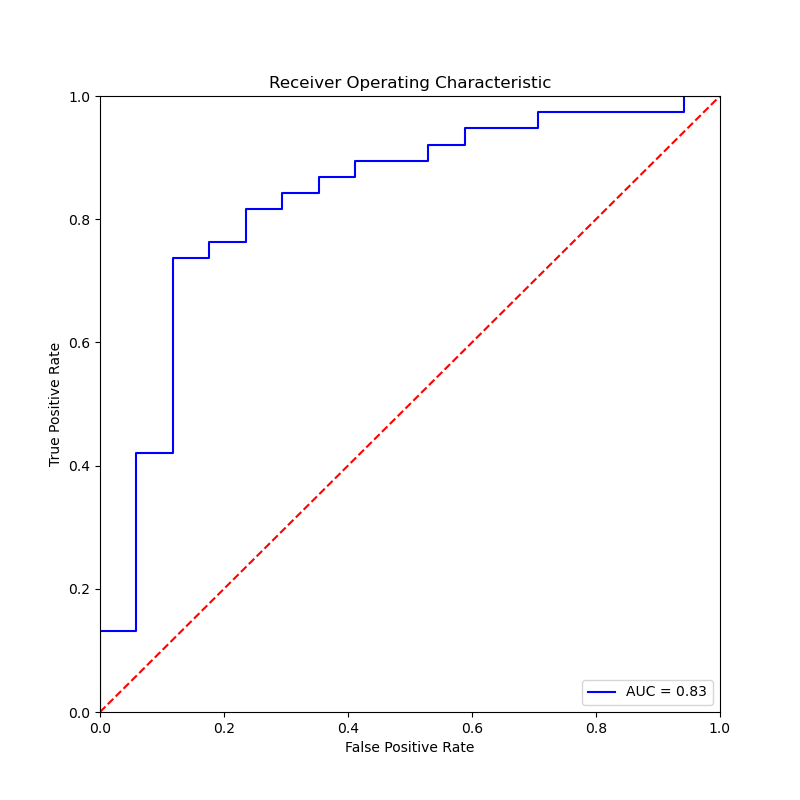 Receiver Operating Characteristic
1.0
0.8
0.6
0.4
0.2
0.0
True Positive Rate
AUC = 0.83
0.0 0.2 0.4 0.6 0.8 1.0
False Positive Rate